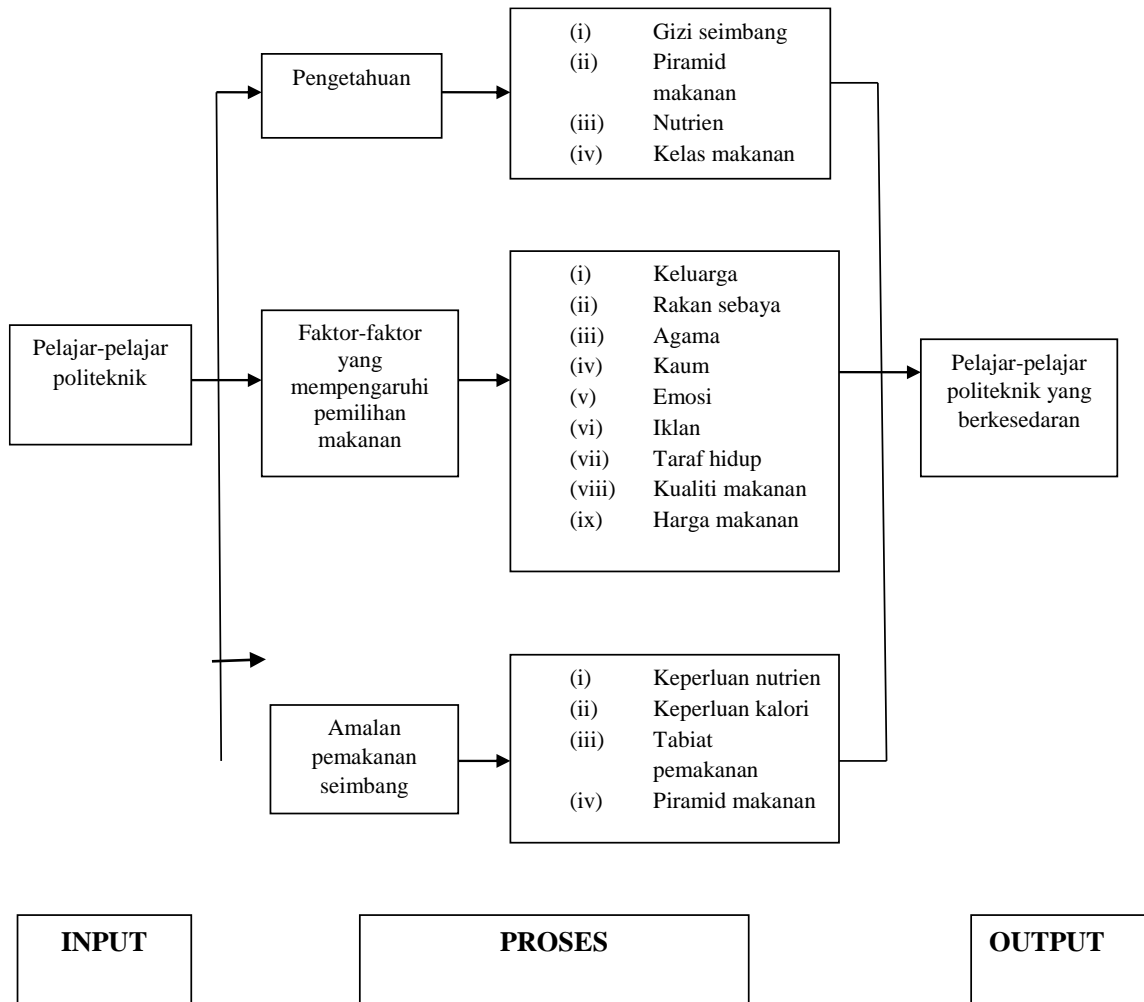 Pengetahuan
(i) Gizi seimbang
(ii) Piramid
makanan
(iii) Nutrien
(iv) Kelas makanan
Pelajar-pelajar
politeknik
Faktor-faktor
yang
mempengaruhi
pemilihan
makanan
(i) Keluarga
(ii) Rakan sebaya
(iii) Agama
(iv) Kaum
(v) Emosi
(vi) Iklan
(vii) Taraf hidup
(viii) Kualiti makanan
(ix) Harga makanan
Pelajar-pelajar
politeknik yang
berkesedaran
Amalan
pemakanan
seimbang
(i) Keperluan nutrien
(ii) Keperluan kalori
(iii) Tabiat
pemakanan
(iv) Piramid makanan
INPUT
PROSES
OUTPUT